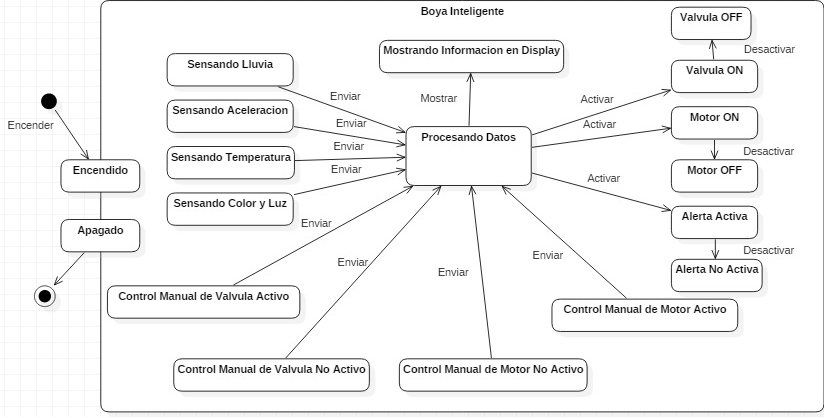 Boya Inteligente
Valvula OFF
Desactivar
Mostrando Informacion en Display
Sensando Lluvia
Valvula ON
Enviar
Mostrar
Activar
Sensando Aceleracion
Motor ON
Enviar
Activar
Encender
Procesando Datos
Enviar
Desactivar
Sensando Temperatura
Encendido
Enviar
Motor OFF
Activar
Sensando Color y Luz
Alerta Activa
Enviar
Apagado
Desactivar
Enviar
Enviar
Enviar
Alerta No Activa
Control Manual de Valvula Activo
Control Manual de Motor Activo
Control Manual de Valvula No Activo
Control Manual de Motor No Activo